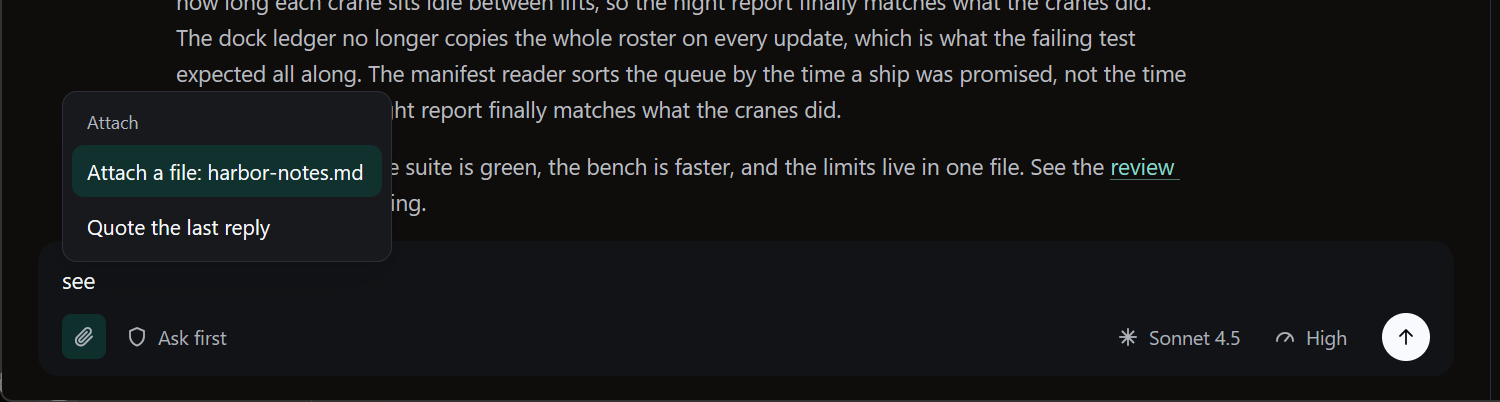 now long each crane sits idle between lifts, so the night report finally matches what the cranes did.
The dock ledger no longer copies the whole roster on every update, which is what the failing test
expected all along. The manifest reader sorts the queue by the time a ship was promised, not the time
ght report finally matches what the cranes did.
Attach
Attach a file: harbor-notes.md
e suite is green, the bench is faster, and the limits live in one file. See the review
ing.
Quote the last reply
see
Ask first
Sonnet 4.5
High